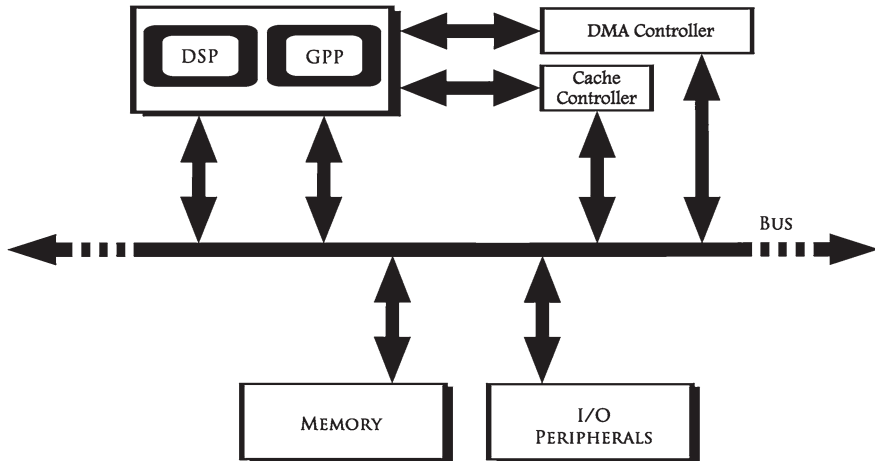 DSP
GPP
DMA Controller
Cache
Controller
BUS
MEMORY
I/O
PERIPHERALS